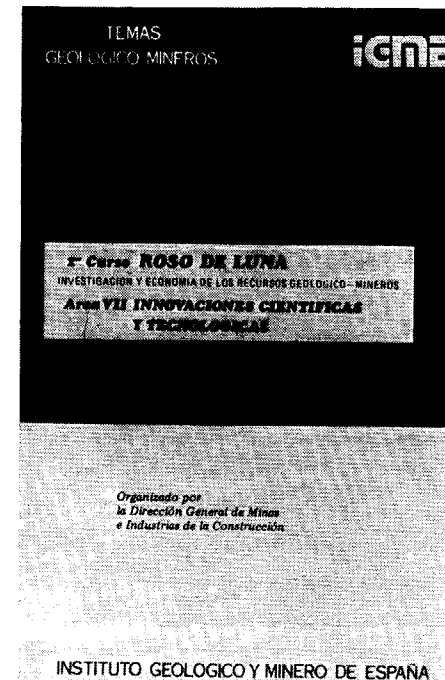 TEMAS
GEOLOGICO MINEROS
igme
1er Curso ROSO DE LUNA
INVESTIGACION Y ECONOMIA DE LOS RECURSOS GEOLOGICO-MINEROS
Area VII INNOVACIONES CIENTIFICAS
Y TECNOLOGICAS
Organizado por
la Dirección General de Minas
e Industrias de la Construcción
INSTITUTO GEOLOGICO Y MINERO DE ESPAÑA